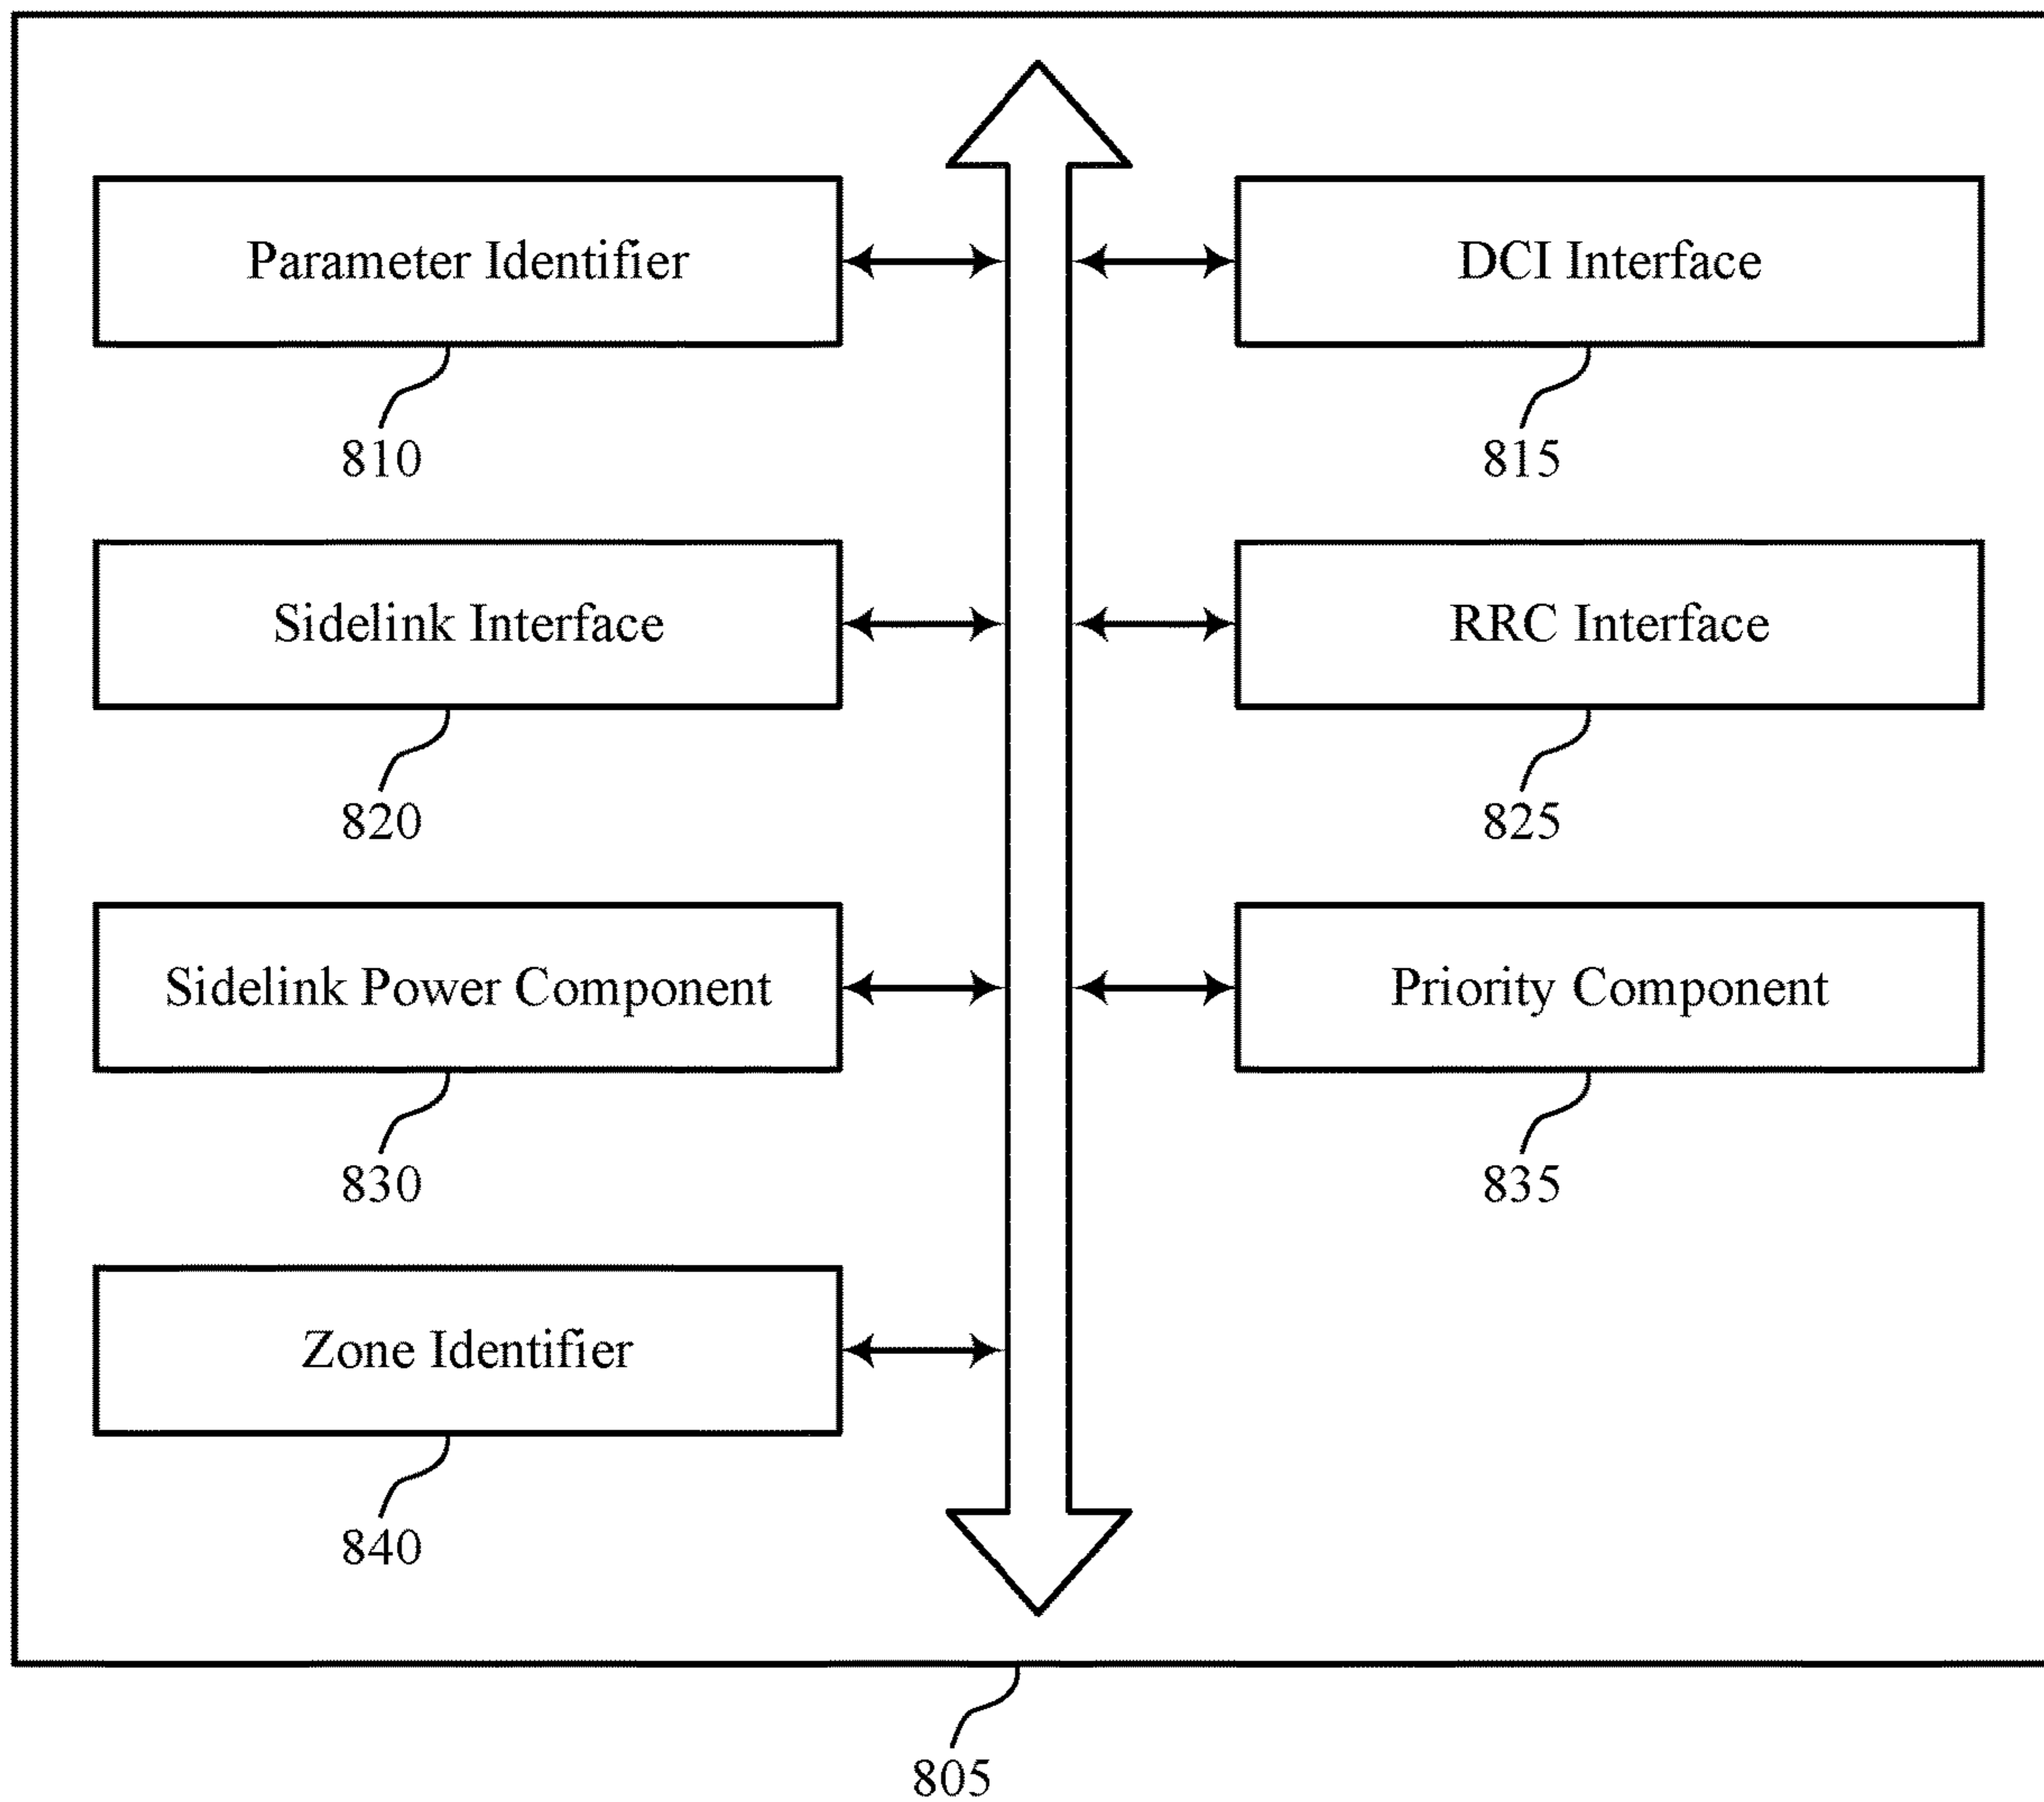 Parameter Identifier
DCI Interface
810
815
Sidelink Interface
RRC Interface
820
825
Sidelink Power Component
Priority Component
830
835
Zone Identifier
840
805